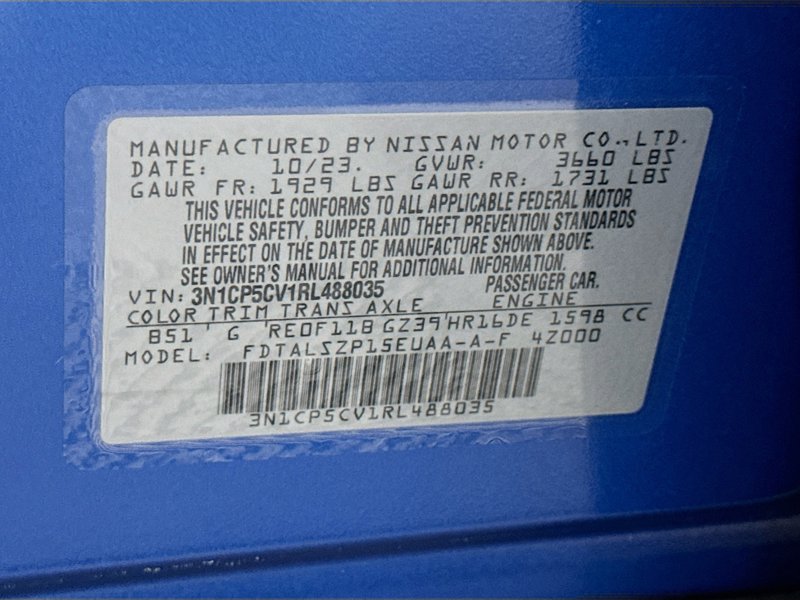 MANUFACTURED BY NISSAN MOTOR CO., LTD.
DATE: 10/23. GVWR: 3660 LBS
GAWR FR: 1929 LBS GAWR RR: 1731 LBS
THIS VEHICLE CONFORMS TO ALL APPLICABLE FEDERAL MOTOR
VEHICLE SAFETY, BUMPER AND THEFT PREVENTION STANDARDS
IN EFFECT ON THE DATE OF MANUFACTURE SHOWN ABOVE.
SEE OWNER'S MANUAL FOR ADDITIONAL INFORMATION.
VIN: 3N1CP5CV1RL488035 PASSENGER CAR.
COLOR TRIM TRANS AXLE ENGINE
B51 G RE0F11B GZ39 HR16DE 1598 CC
MODEL: FDTALSZP15EUAA-A-F 4Z000
3N1CP5CV1RL488035